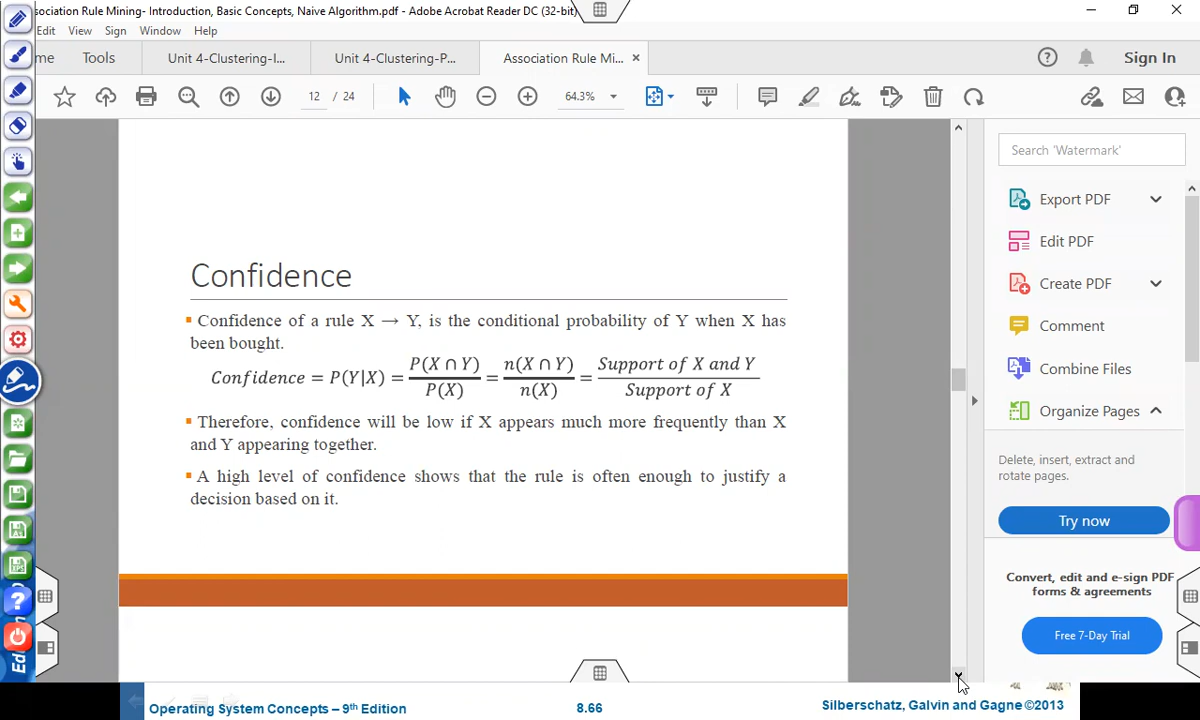 sociation Rule Mining- Introduction, Basic Concepts, Naive Algorithm.pdf - Adobe Acrobat Reader DC (32-bit)
Edit View Sign Window Help
me Tools Unit 4-Clustering-I... Unit 4-Clustering-P... Association Rule Mi... × Sign In
12 / 24 64.3%
Search 'Watermark'
Export PDF
Edit PDF
Create PDF
Comment
Combine Files
Organize Pages
Delete, insert, extract and
rotate pages.
Try now
Convert, edit and e-sign PDF
forms & agreements
Free 7-Day Trial
Confidence
▪ Confidence of a rule X → Y, is the conditional probability of Y when X has
been bought.
Confidence = P(Y|X) = P(X ∩ Y) / P(X) = n(X ∩ Y) / n(X) = Support of X and Y / Support of X
▪ Therefore, confidence will be low if X appears much more frequently than X
and Y appearing together.
▪ A high level of confidence shows that the rule is often enough to justify a
decision based on it.
Operating System Concepts – 9th Edition 8.66 Silberschatz, Galvin and Gagne ©2013